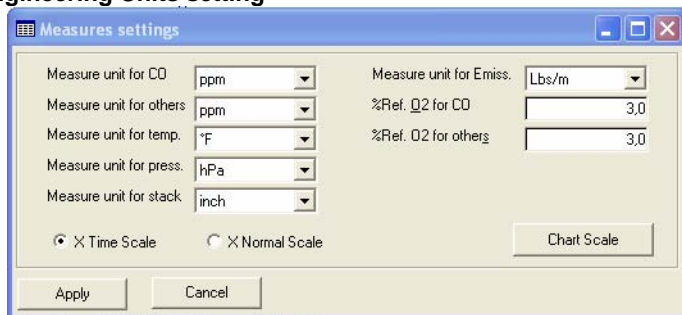 gineering Units setting
Measures settings
Measure unit for CO ppm
Measure unit for others ppm
Measure unit for temp. °F
Measure unit for press. hPa
Measure unit for stack inch
Measure unit for Emiss. Lbs/m
%Ref. O2 for CO 3,0
%Ref. O2 for others 3,0
X Time Scale X Normal Scale
Chart Scale
Apply Cancel